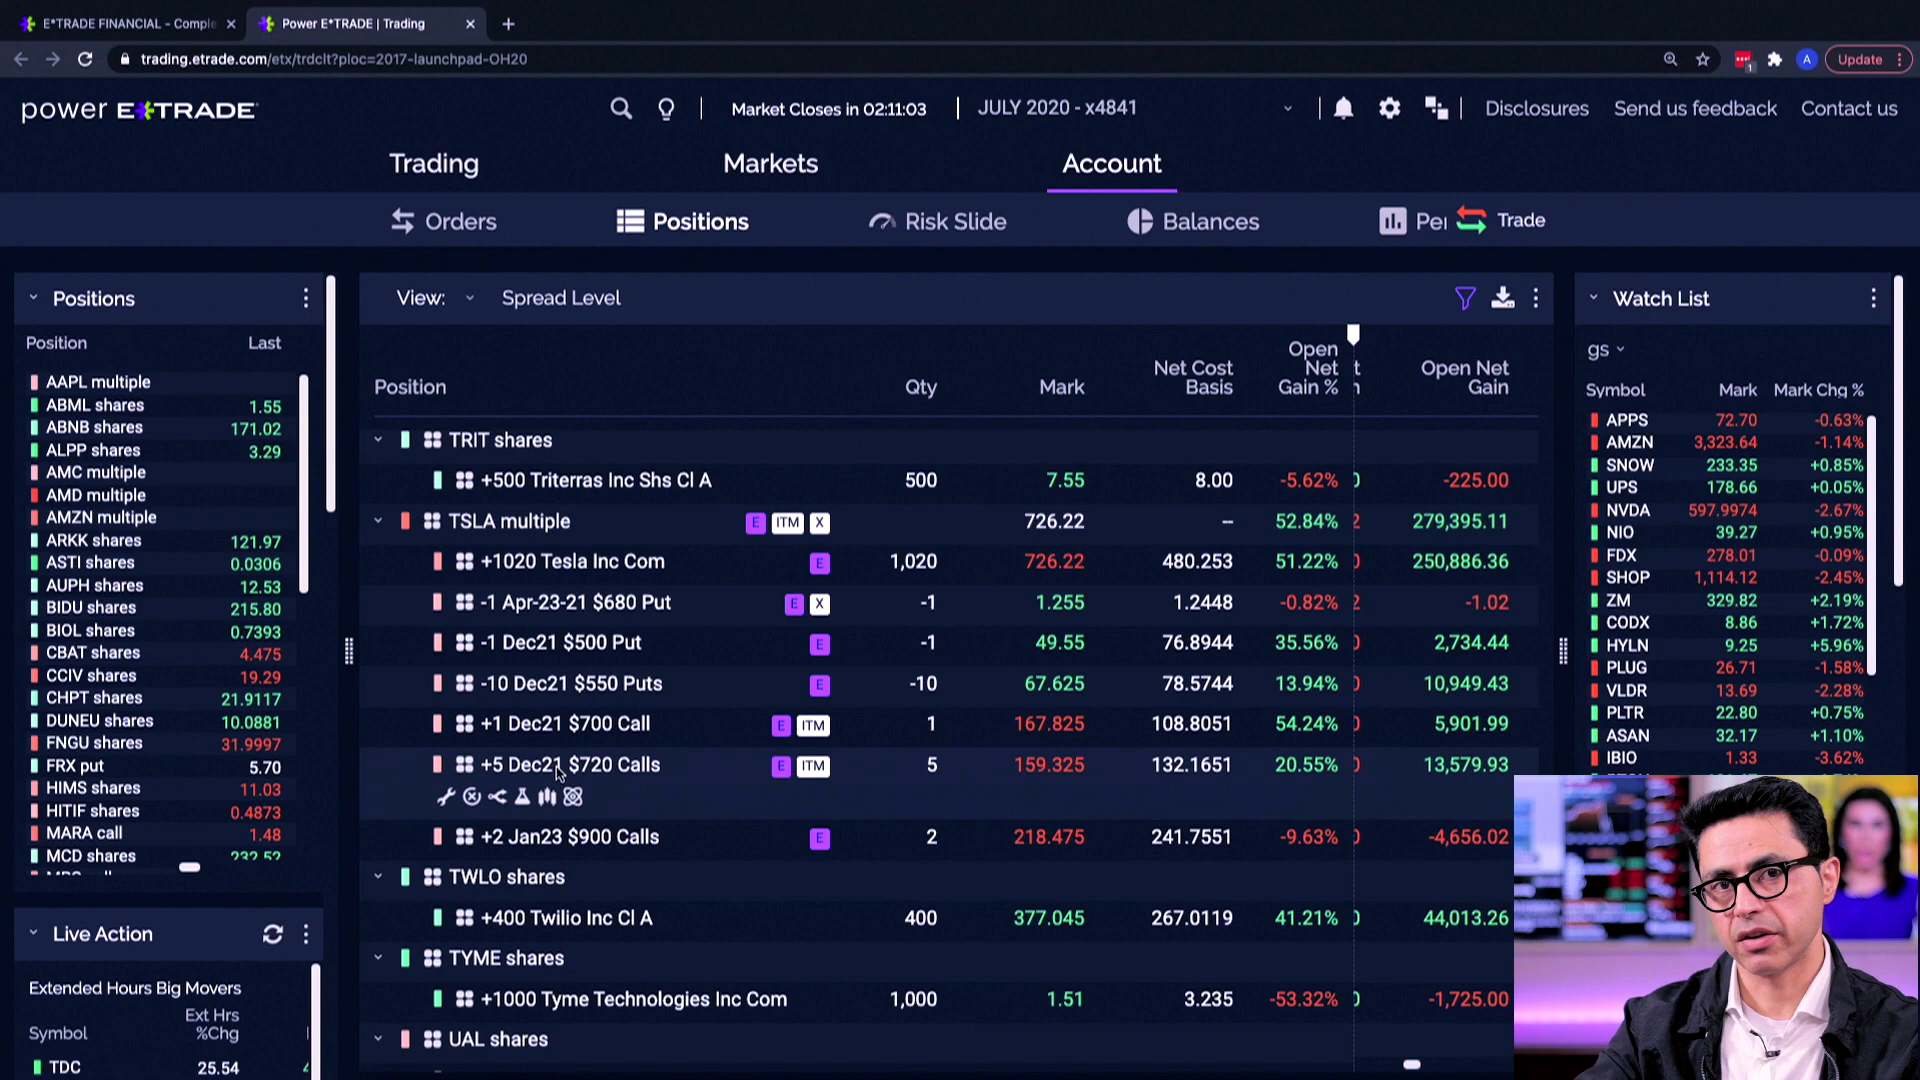 E*TRADE FINANCIAL - Comple
Power E*TRADE | Trading
trading.etrade.com/etx/trdclt?ploc=2017-launchpad-OH20
A
Update
power E*TRADE
Market Closes in 02:11:03
JULY 2020 - x4841
Disclosures
Send us feedback
Contact us
Trading
Markets
Account
Orders
Positions
Risk Slide
Balances
Trade
Positions
Position Last
AAPL multiple
ABML shares 1.55
ABNB shares 171.02
ALPP shares 3.29
AMC multiple
AMD multiple
AMZN multiple
ARKK shares 121.97
ASTI shares 0.0306
AUPH shares 12.53
BIDU shares 215.80
BIOL shares 0.7393
CBAT shares 4.475
CCIV shares 19.29
CHPT shares 21.9117
DUNEU shares 10.0881
FNGU shares 31.9997
FRX put 5.70
HIMS shares 11.03
HITIF shares 0.4873
MARA call 1.48
MCD shares 232.52
Live Action
Extended Hours Big Movers
Symbol Ext Hrs %Chg
TDC 25.54
View: Spread Level
Position Qty Mark Net Cost Basis Open Net Gain % Open Net Gain
TRIT shares
+500 Triterras Inc Shs Cl A 500 7.55 8.00 -5.62% -225.00
TSLA multiple E ITM X 726.22 -- 52.84% 279,395.11
+1020 Tesla Inc Com E 1,020 726.22 480.253 51.22% 250,886.36
-1 Apr-23-21 $680 Put E X -1 1.255 1.2448 -0.82% -1.02
-1 Dec21 $500 Put E -1 49.55 76.8944 35.56% 2,734.44
-10 Dec21 $550 Puts E -10 67.625 78.5744 13.94% 10,949.43
+1 Dec21 $700 Call E ITM 1 167.825 108.8051 54.24% 5,901.99
+5 Dec21 $720 Calls E ITM 5 159.325 132.1651 20.55% 13,579.93
+2 Jan23 $900 Calls E 2 218.475 241.7551 -9.63% -4,656.02
TWLO shares
+400 Twilio Inc Cl A 400 377.045 267.0119 41.21% 44,013.26
TYME shares
+1000 Tyme Technologies Inc Com 1,000 1.51 3.235 -53.32% -1,725.00
UAL shares
Watch List
gs
Symbol Mark Mark Chg %
APPS 72.70 -0.63%
AMZN 3,323.64 -1.14%
SNOW 233.35 +0.85%
UPS 178.66 +0.05%
NVDA 597.9974 -2.67%
NIO 39.27 +0.95%
FDX 278.01 -0.09%
SHOP 1,114.12 -2.45%
ZM 329.82 +2.19%
CODX 8.86 +1.72%
HYLN 9.25 +5.96%
PLUG 26.71 -1.58%
VLDR 13.69 -2.28%
PLTR 22.80 +0.75%
ASAN 32.17 +1.10%
IBIO 1.33 -3.62%